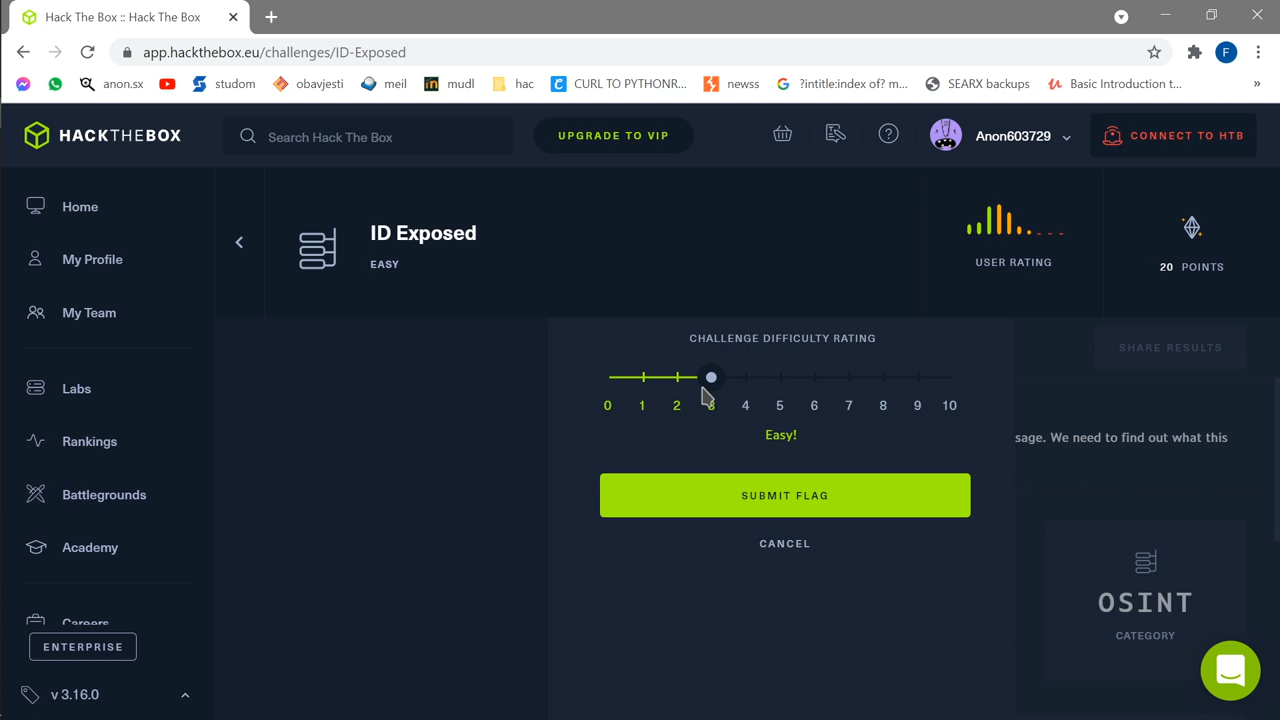 Hack The Box :: Hack The Box
app.hackthebox.eu/challenges/ID-Exposed
F
anon.sx
studom
obavjesti
meil
mudl
hac
CURL TO PYTHONR...
newss
?intitle:index of? m...
SEARX backups
Basic Introduction t...
»
HACKTHEBOX
Search Hack The Box
UPGRADE TO VIP
Anon603729
CONNECT TO HTB
Home
My Profile
My Team
Labs
Rankings
Battlegrounds
Academy
Careers
ENTERPRISE
v 3.16.0
ID Exposed
EASY
USER RATING
20 POINTS
CHALLENGE DIFFICULTY RATING
0 1 2 3 4 5 6 7 8 9 10
Easy!
SUBMIT FLAG
CANCEL
SHARE RESULTS
sage. We need to find out what this
OSINT
CATEGORY